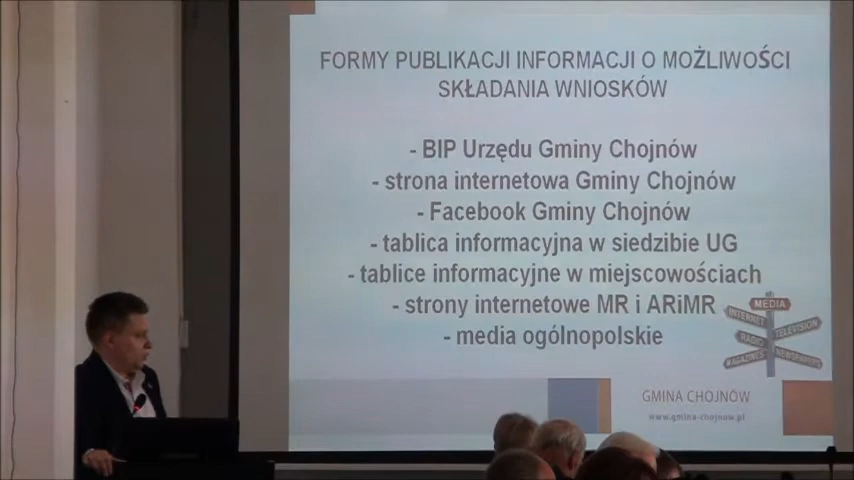 FORMY PUBLIKACJI INFORMACJI O MOŻLIWOŚCI
SKŁADANIA WNIOSKÓW
- BIP Urzędu Gminy Chojnów
- strona internetowa Gminy Chojnów
- Facebook Gminy Chojnów
- tablica informacyjna w siedzibie UG
- tablice informacyjne w miejscowościach
- strony internetowe MR i ARiMR
- media ogólnopolskie
MEDIA
INTERNET
TELEVISION
RADIO
NEWSPAPERS
MAGAZINES
GMINA CHOJNÓW
www.gmina-chojnow.pl